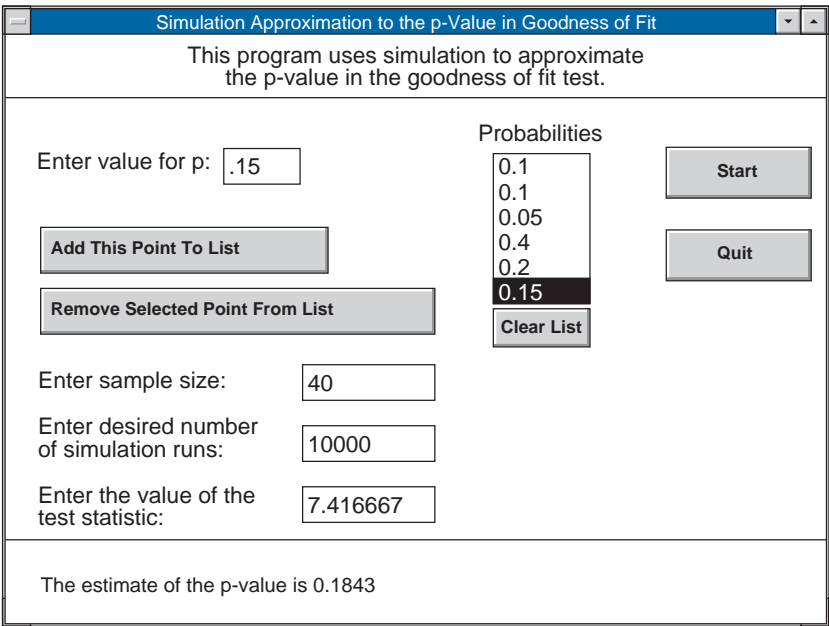 Simulation Approximation to the p-Value in Goodness of Fit
This program uses simulation to approximate
the p-value in the goodness of fit test.
Probabilities
Enter value for p:
.15
0.1
0.1
0.05
0.4
0.2
0.15
Start
Add This Point To List
Quit
Remove Selected Point From List
Clear List
Enter sample size:
40
Enter desired number
of simulation runs:
10000
Enter the value of the
test statistic:
7.416667
The estimate of the p-value is 0.1843